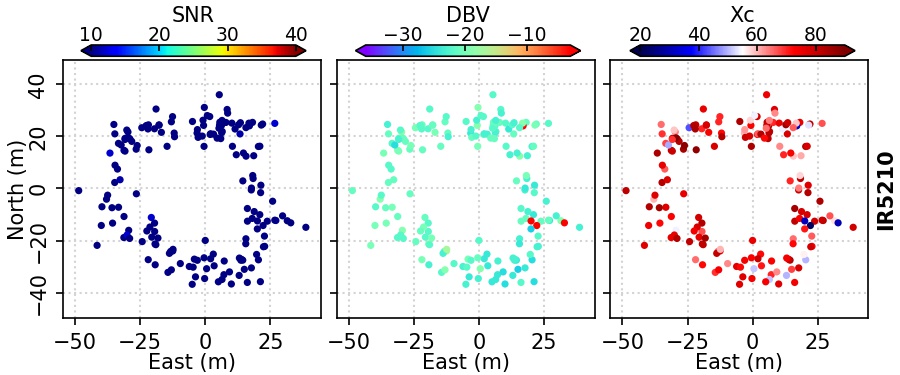 SNR DBV Xc
10 20 30 40 −30 −20 −10 20 40 60 80
40
20
0
−20
−40
North (m)
IR5210
−50 −25 0 25 −50 −25 0 25 −50 −25 0 25
East (m) East (m) East (m)